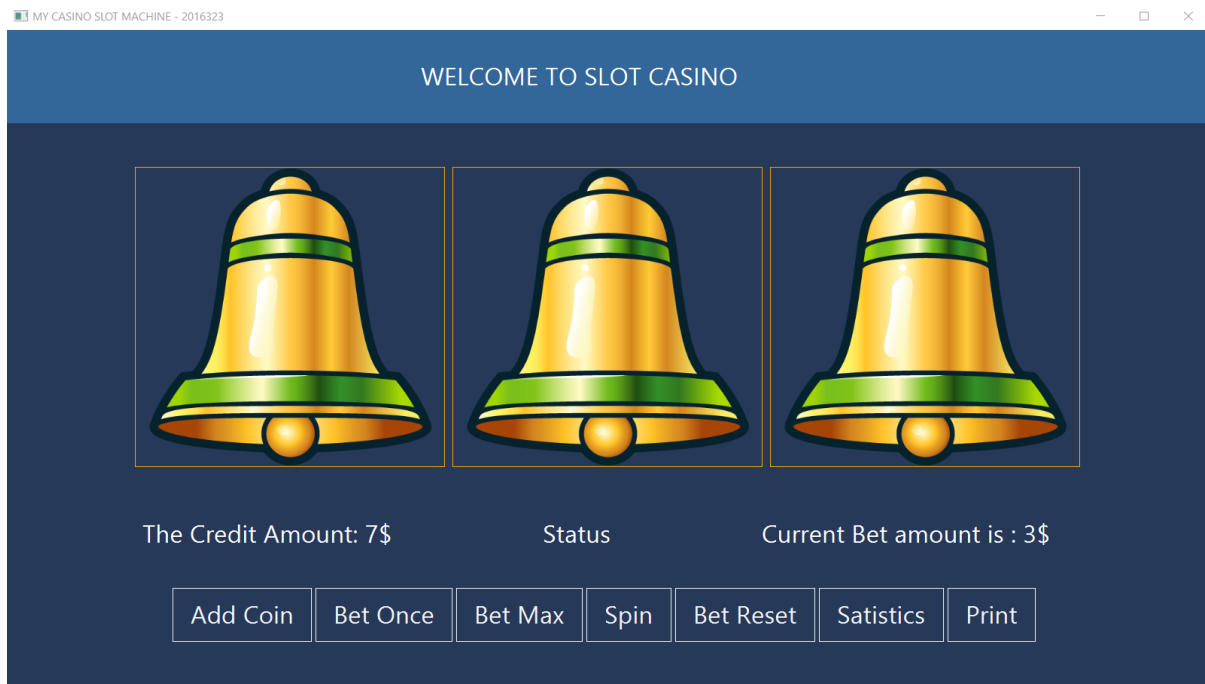 MY CASINO SLOT MACHINE - 2016323
WELCOME TO SLOT CASINO
The Credit Amount: 7$ Status Current Bet amount is : 3$
Add Coin Bet Once Bet Max Spin Bet Reset Satistics Print